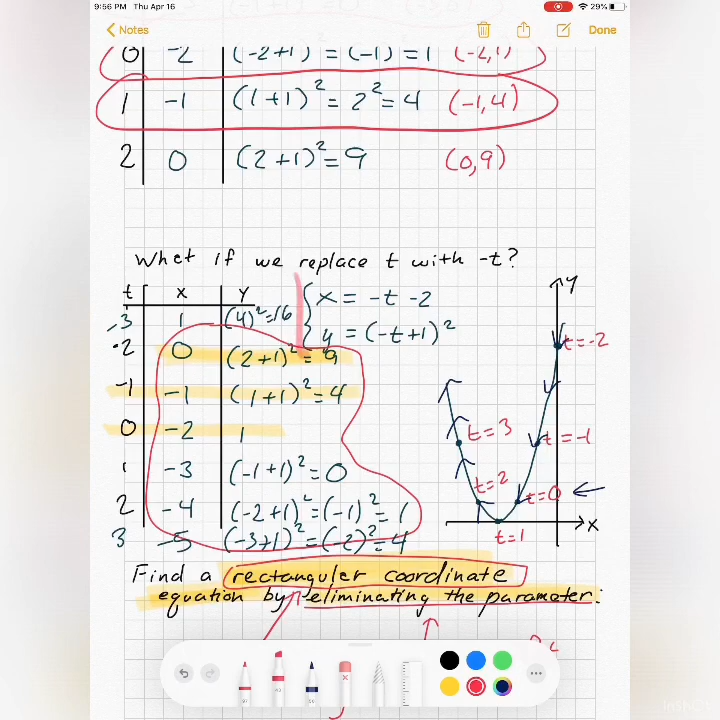 9:56 PM Thu Apr 16
29%
Notes
Done
0 -2 (-2+1) = (-1) = 1 (-2,1)
1 -1 (1+1)² = 2² = 4 (-1,4)
2 0 (2+1)² = 9 (0,9)
What if we replace t with -t?
t x y
-3 1 (4)²=16
x = -t -2
-2 0 (2+1)² = 9
y = (-t+1)²
-1 -1 (1+1)² = 4
0 -2 1
1 -3 (-1+1)² = 0
2 -4 (-2+1)² = (-1)² = 1
3 -5 (-3+1)² = (-2)² = 4
y
t=-2
t=3
t=-1
t=2
t=0
x
t=1
Find a rectanguler coordinate
equation by eliminating the parameter: